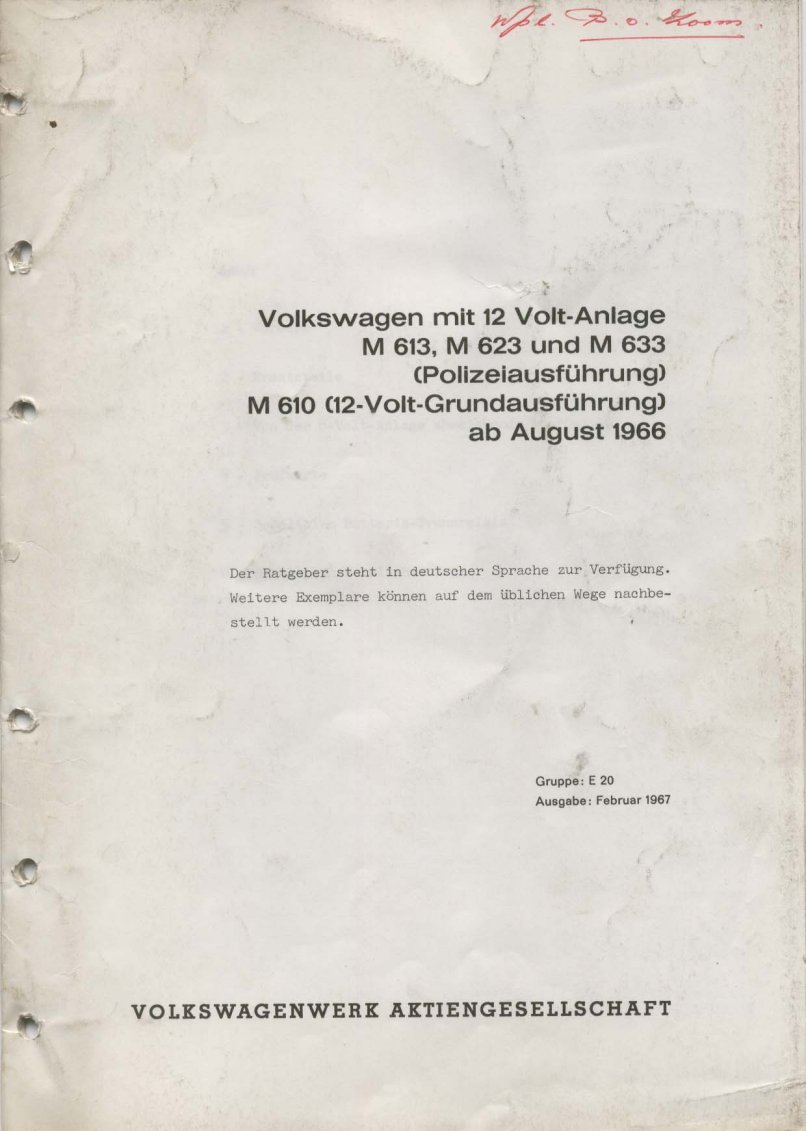 Wpl. P. o. Kooms.
Volkswagen mit 12 Volt-Anlage
M 613, M 623 und M 633
(Polizeiausführung)
M 610 (12-Volt-Grundausführung)
ab August 1966
Der Ratgeber steht in deutscher Sprache zur Verfügung.
Weitere Exemplare können auf dem üblichen Wege nachbe-
stellt werden.
Gruppe: E 20
Ausgabe: Februar 1967
VOLKSWAGENWERK AKTIENGESELLSCHAFT